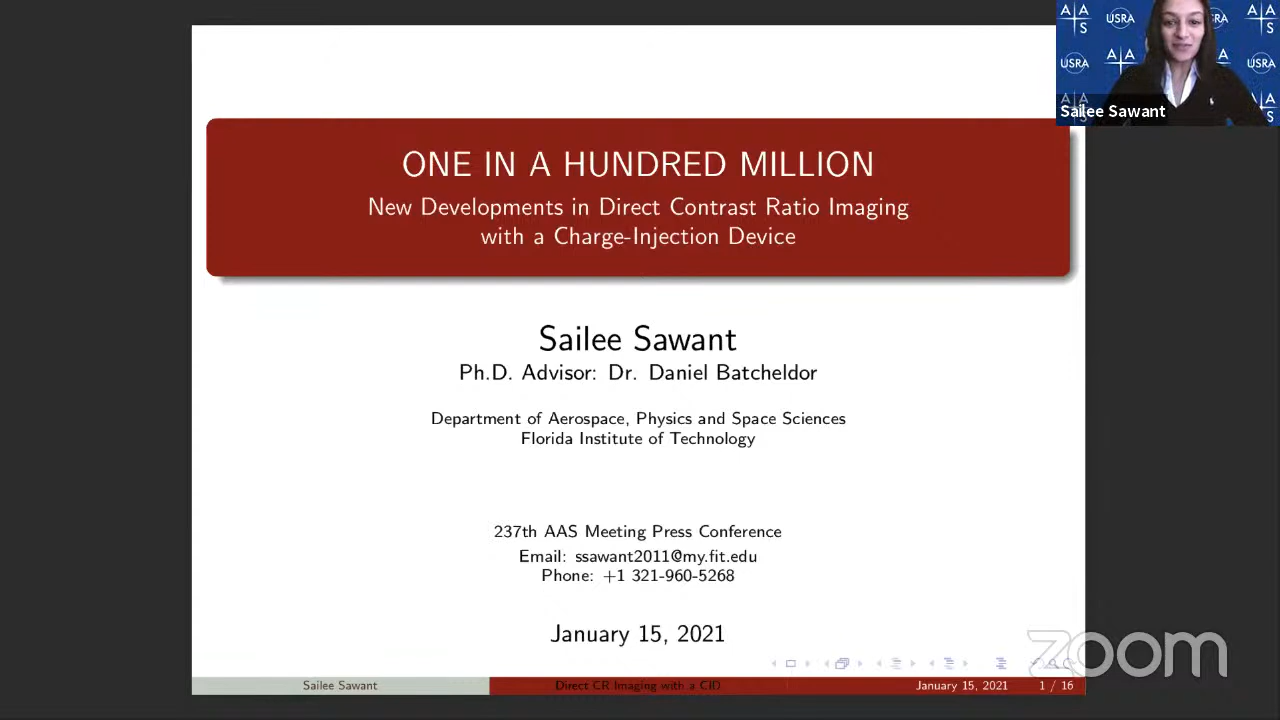 A A
S
USRA
SRA
A A
S
USRA
A A
USRA
A A
S
A
S
Sailee Sawant
ONE IN A HUNDRED MILLION
New Developments in Direct Contrast Ratio Imaging
with a Charge-Injection Device
Sailee Sawant
Ph.D. Advisor: Dr. Daniel Batcheldor
Department of Aerospace, Physics and Space Sciences
Florida Institute of Technology
237th AAS Meeting Press Conference
Email: ssawant2011@my.fit.edu
Phone: +1 321-960-5268
January 15, 2021
zoom
Sailee Sawant
Direct CR Imaging with a CID
January 15, 2021
1 / 16